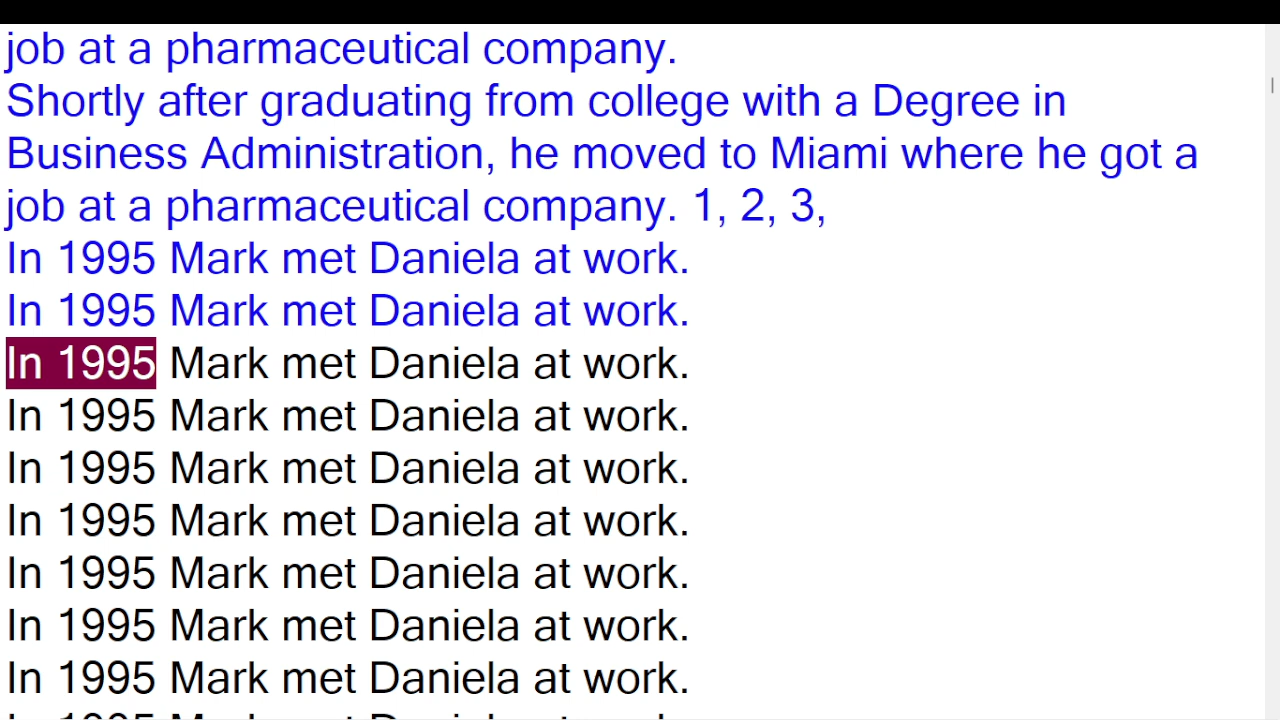 job at a pharmaceutical company.
Shortly after graduating from college with a Degree in
Business Administration, he moved to Miami where he got a
job at a pharmaceutical company. 1, 2, 3,
In 1995 Mark met Daniela at work.
In 1995 Mark met Daniela at work.
In 1995 Mark met Daniela at work.
In 1995 Mark met Daniela at work.
In 1995 Mark met Daniela at work.
In 1995 Mark met Daniela at work.
In 1995 Mark met Daniela at work.
In 1995 Mark met Daniela at work.
In 1995 Mark met Daniela at work.